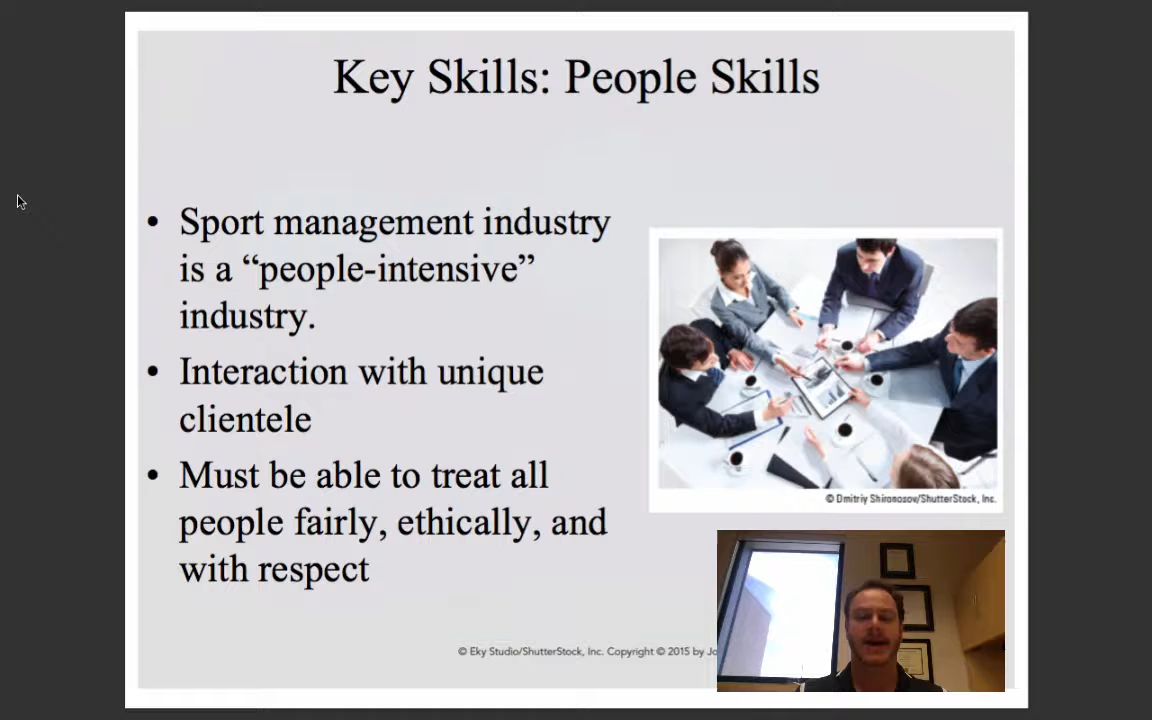 Key Skills: People Skills
• Sport management industry
is a “people-intensive”
industry.
• Interaction with unique
clientele
• Must be able to treat all
people fairly, ethically, and
with respect
© Dmitriy Shironosov/ShutterStock, Inc.
© Eky Studio/ShutterStock, Inc. Copyright © 2015 by Jo